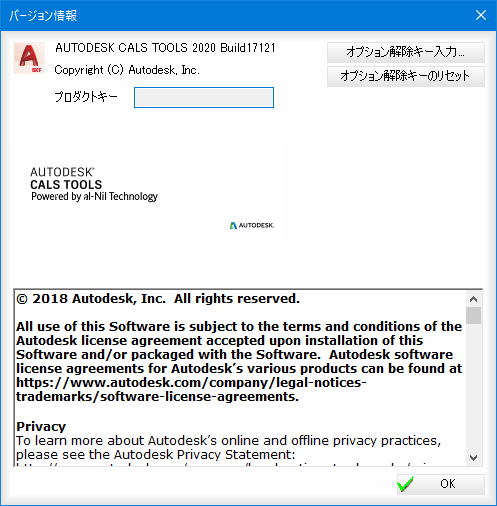 バージョン情報
AUTODESK CALS TOOLS 2020 Build17121
オプション解除キー入力...
Copyright (C) Autodesk, Inc.
オプション解除キーのリセット
プロダクトキー
A
SXF
AUTODESK®
CALS TOOLS
Powered by al-Nil Technology
AUTODESK.
© 2018 Autodesk, Inc.  All rights reserved.
All use of this Software is subject to the terms and conditions of the
Autodesk license agreement accepted upon installation of this
Software and/or packaged with the Software.  Autodesk software
license agreements for Autodesk's various products can be found at
https://www.autodesk.com/company/legal-notices-
trademarks/software-license-agreements.
Privacy
To learn more about Autodesk's online and offline privacy practices,
please see the Autodesk Privacy Statement:
OK